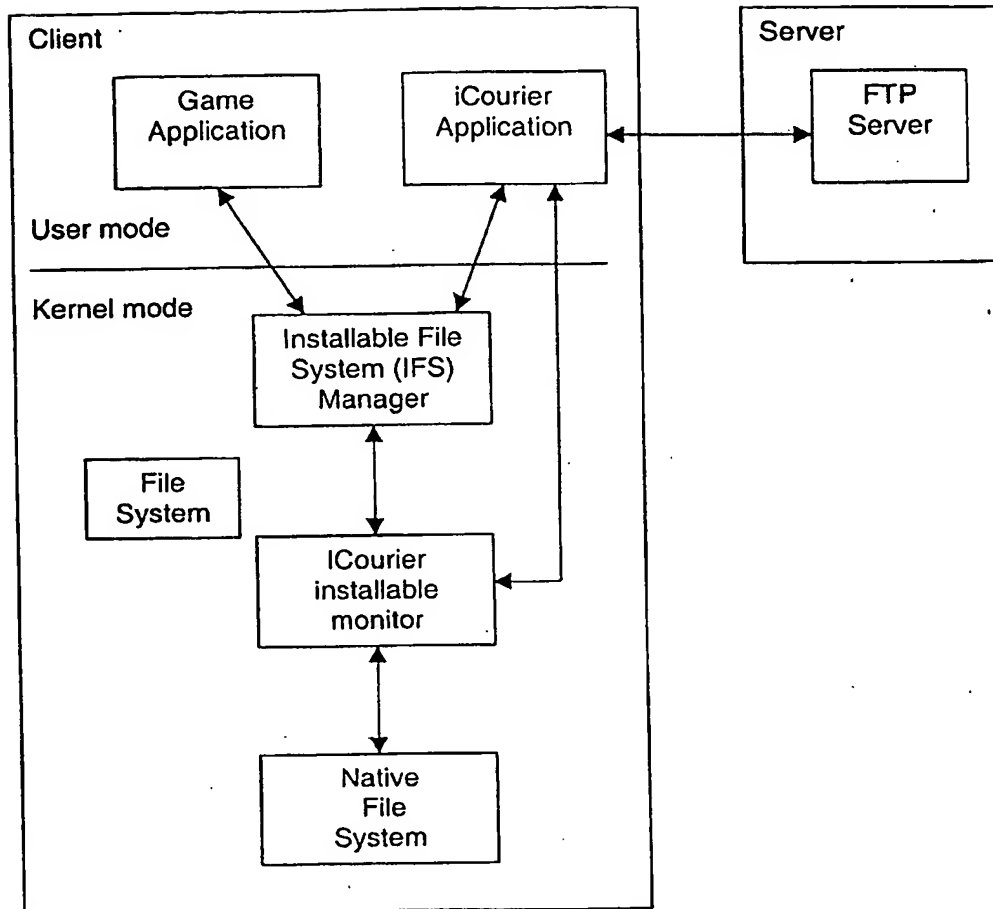 Client
Server
Game
Application
iCourier
Application
FTP
Server
User mode
Kernel mode
Installable File
System (IFS)
Manager
File
System
ICourier
installable
monitor
Native
File
System